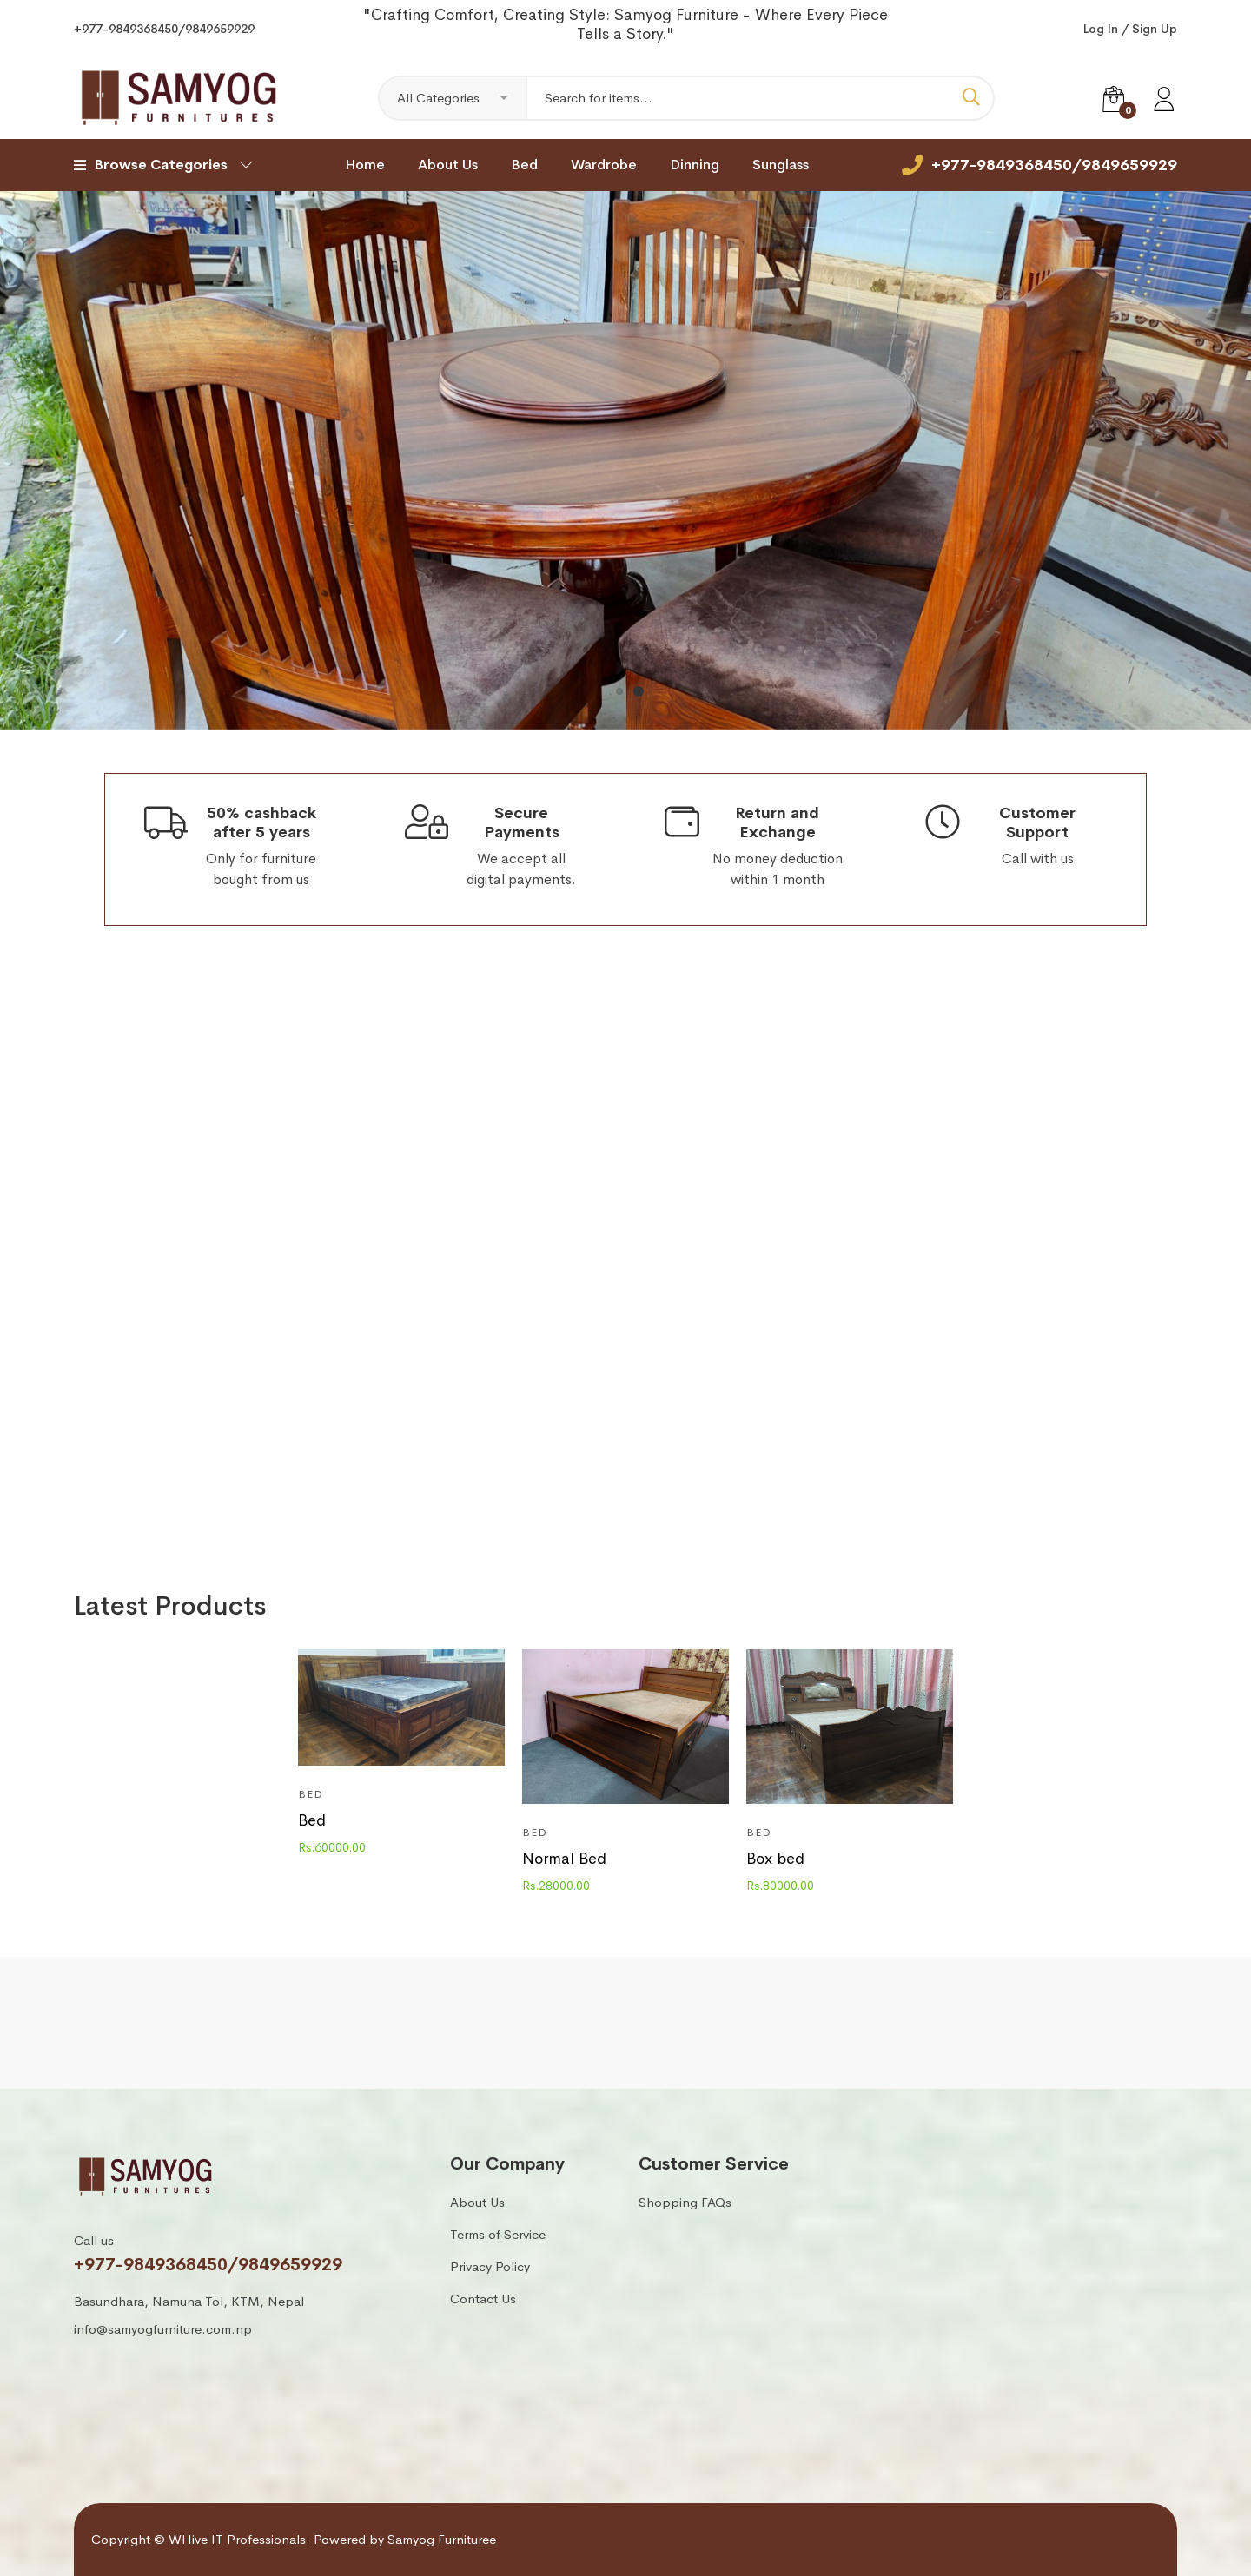 +977-9849368450/9849659929
"Crafting Comfort, Creating Style: Samyog Furniture - Where Every Piece
Tells a Story."
Log In / Sign Up
SAMYOG
FURNITURES
All Categories
Search for items...
0
Browse Categories
Home
About Us
Bed
Wardrobe
Dinning
Sunglass
+977-9849368450/9849659929
CROWN
50% cashback
after 5 years
Only for furniture
bought from us
Secure
Payments
We accept all
digital payments.
Return and
Exchange
No money deduction
within 1 month
Customer
Support
Call with us
Latest Products
BED
Bed
Rs.60000.00
BED
Normal Bed
Rs.28000.00
BED
Box bed
Rs.80000.00
SAMYOG
FURNITURES
Call us
+977-9849368450/9849659929
Basundhara, Namuna Tol, KTM, Nepal
info@samyogfurniture.com.np
Our Company
About Us
Terms of Service
Privacy Policy
Contact Us
Customer Service
Shopping FAQs
Copyright © WHive IT Professionals. Powered by Samyog Furnituree